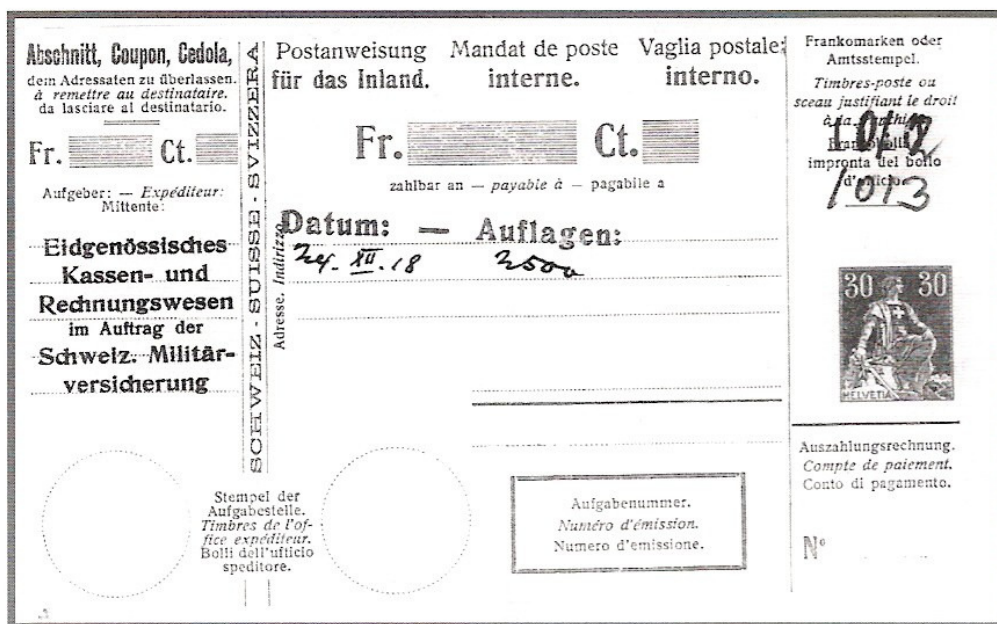 Abschnitt, Coupon, Cedola,
dem Adressaten zu überlassen.
à remettre au destinataire.
da lasciare al destinatario.
Fr. Ct.
Aufgeber: — Expéditeur:
Mittente:
Eidgenössisches
Kassen- und
Rechnungswesen
im Auftrag der
Schweiz. Militär-
versicherung
SCHWEIZ - SUISSE - SVIZZERA
Postanweisung
für das Inland.
Mandat de poste
interne.
Vaglia postale
interno.
Fr. Ct.
zahlbar an — payable à — pagabile a
Datum: — Auflagen:
24. XII. 18 2500
Adresse. Indirizzo
Stempel der
Aufgabestelle.
Timbres de l'of-
fice expéditeur.
Bolli dell'ufficio
speditore.
Aufgabenummer.
Numéro d'émission.
Numero d'emissione.
Frankomarken oder
Amtsstempel.
Timbres-poste ou
sceau justifiant le droit
à la
impronta del bollo
d'ufficio
1012
1013
30 30
HELVETIA
Auszahlungsrechnung.
Compte de paiement.
Conto di pagamento.
N°